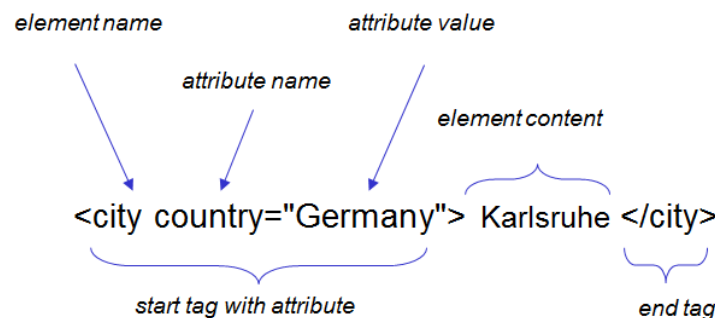 element name
attribute value
attribute name
element content
<city country="Germany"> Karlsruhe </city>
start tag with attribute
end tag